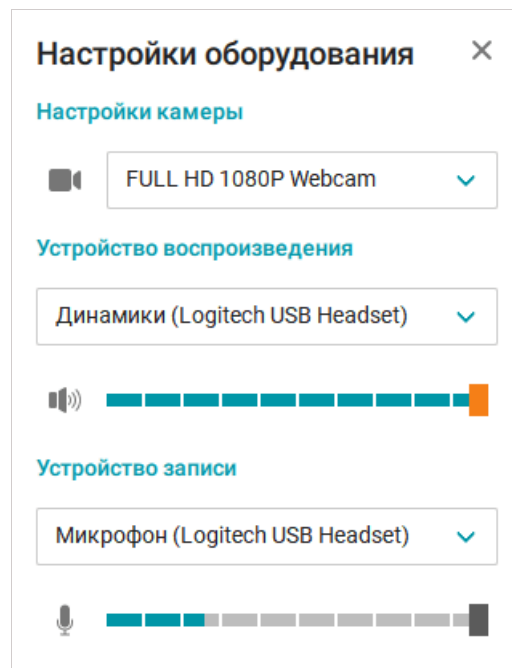 Настройки оборудования
Настройки камеры
FULL HD 1080P Webcam
Устройство воспроизведения
Динамики (Logitech USB Headset)
Устройство записи
Микрофон (Logitech USB Headset)